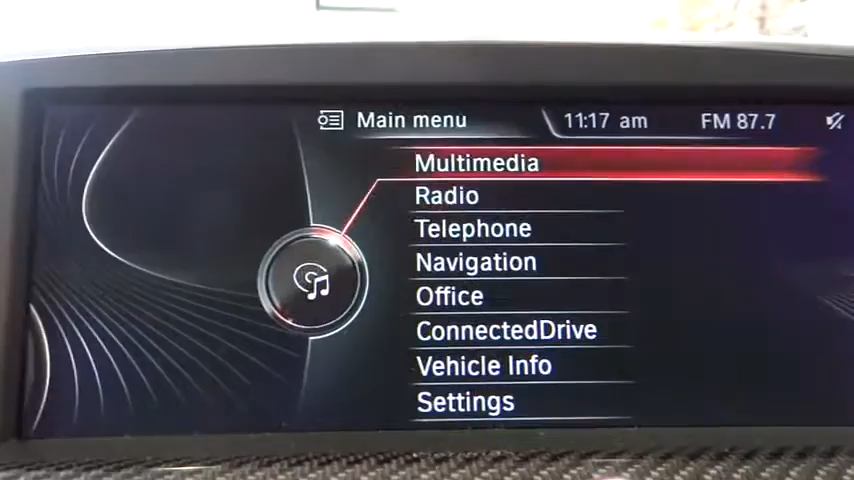 Main menu 11:17 am FM 87.7
Multimedia
Radio
Telephone
Navigation
Office
ConnectedDrive
Vehicle Info
Settings